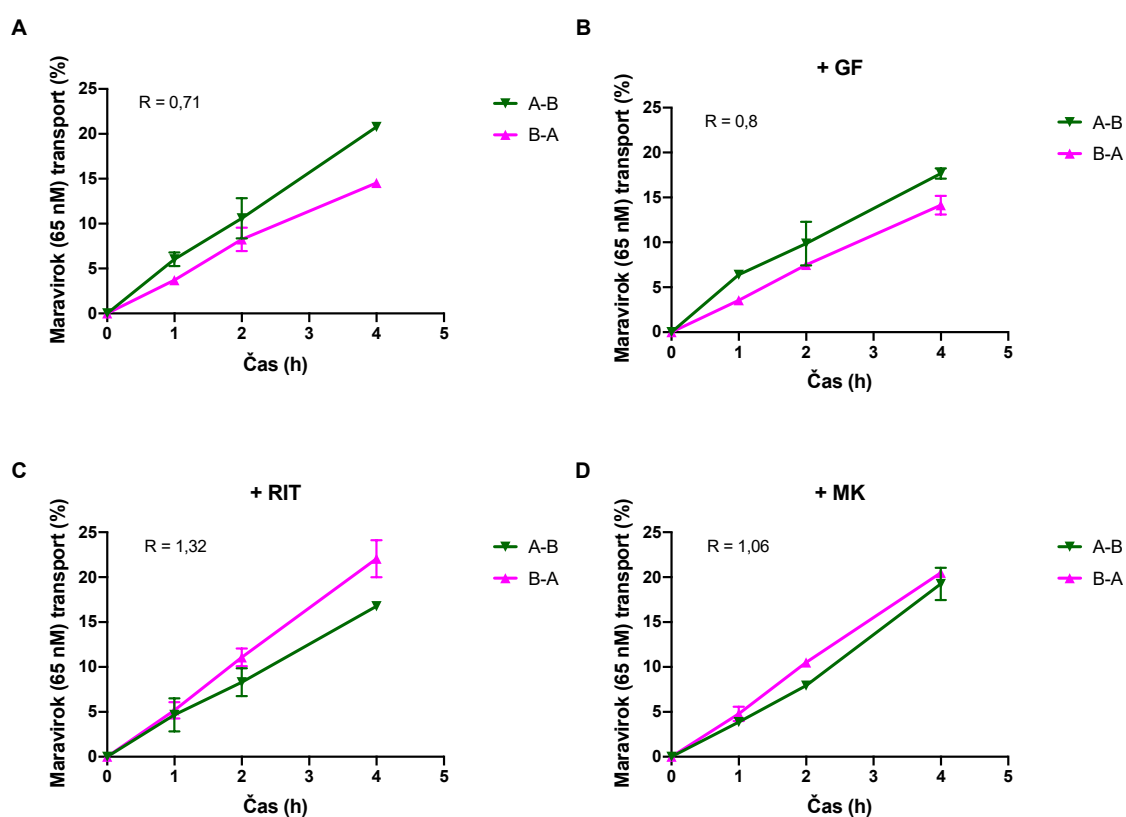 A
Maravirok (65 nM) transport (%)
25
20
15
10
5
0
R = 0,71
A-B
B-A
0 1 2 3 4 5
Čas (h)
B
+ GF
Maravirok (65 nM) transport (%)
25
20
15
10
5
0
R = 0,8
A-B
B-A
0 1 2 3 4 5
Čas (h)
C
+ RIT
Maravirok (65 nM) transport (%)
25
20
15
10
5
0
R = 1,32
A-B
B-A
0 1 2 3 4 5
Čas (h)
D
+ MK
Maravirok (65 nM) transport (%)
25
20
15
10
5
0
R = 1,06
A-B
B-A
0 1 2 3 4 5
Čas (h)